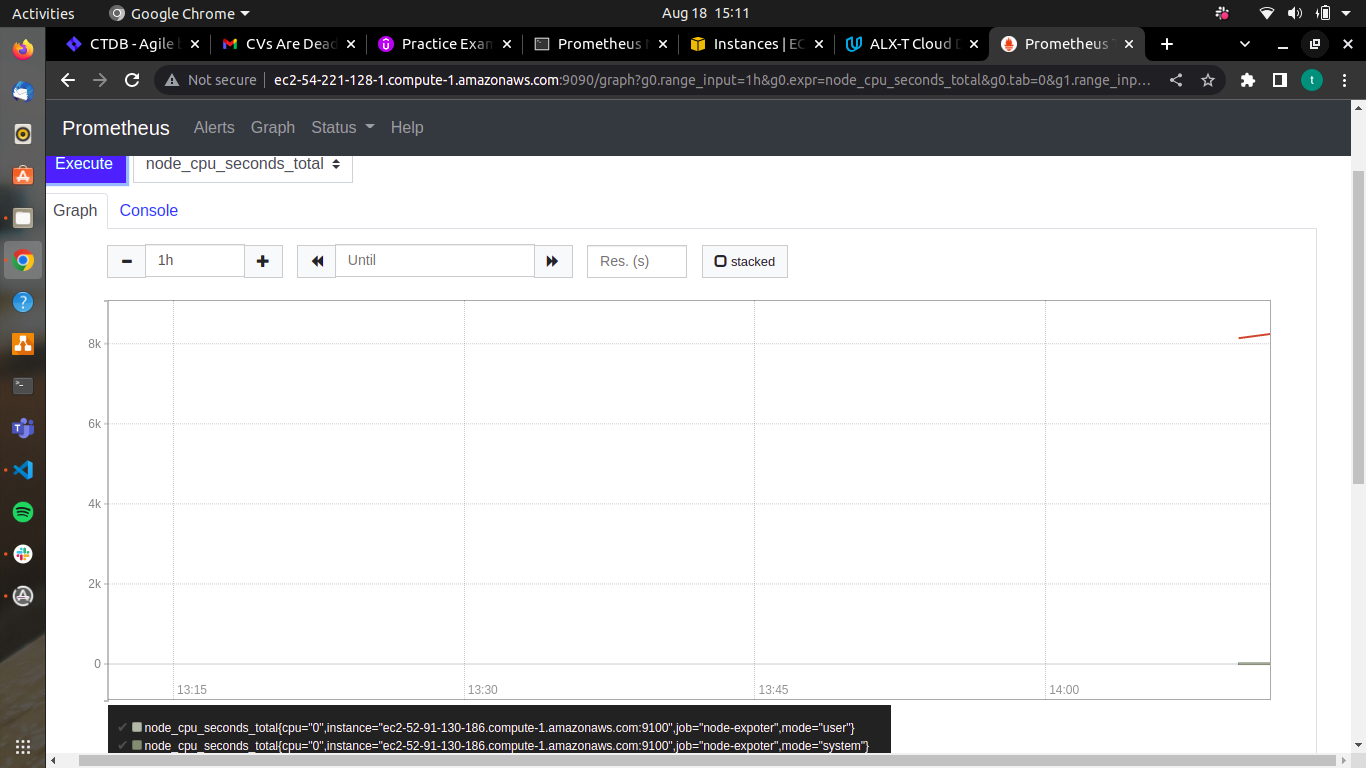 Activities
Google Chrome
Aug 18 15:11
CTDB - Agile
CVs Are Dead
Practice Exam
Prometheus
Instances | EC
ALX-T Cloud D
Prometheus T
Not secure
ec2-54-221-128-1.compute-1.amazonaws.com:9090/graph?g0.range_input=1h&g0.expr=node_cpu_seconds_total&g0.tab=0&g1.range_inp...
t
Prometheus
Alerts
Graph
Status
Help
Execute
node_cpu_seconds_total
Graph
Console
1h
Until
Res. (s)
stacked
8k
6k
4k
2k
0
13:15
13:30
13:45
14:00
node_cpu_seconds_total{cpu="0",instance="ec2-52-91-130-186.compute-1.amazonaws.com:9100",job="node-expoter",mode="user"}
node_cpu_seconds_total{cpu="0",instance="ec2-52-91-130-186.compute-1.amazonaws.com:9100",job="node-expoter",mode="system"}